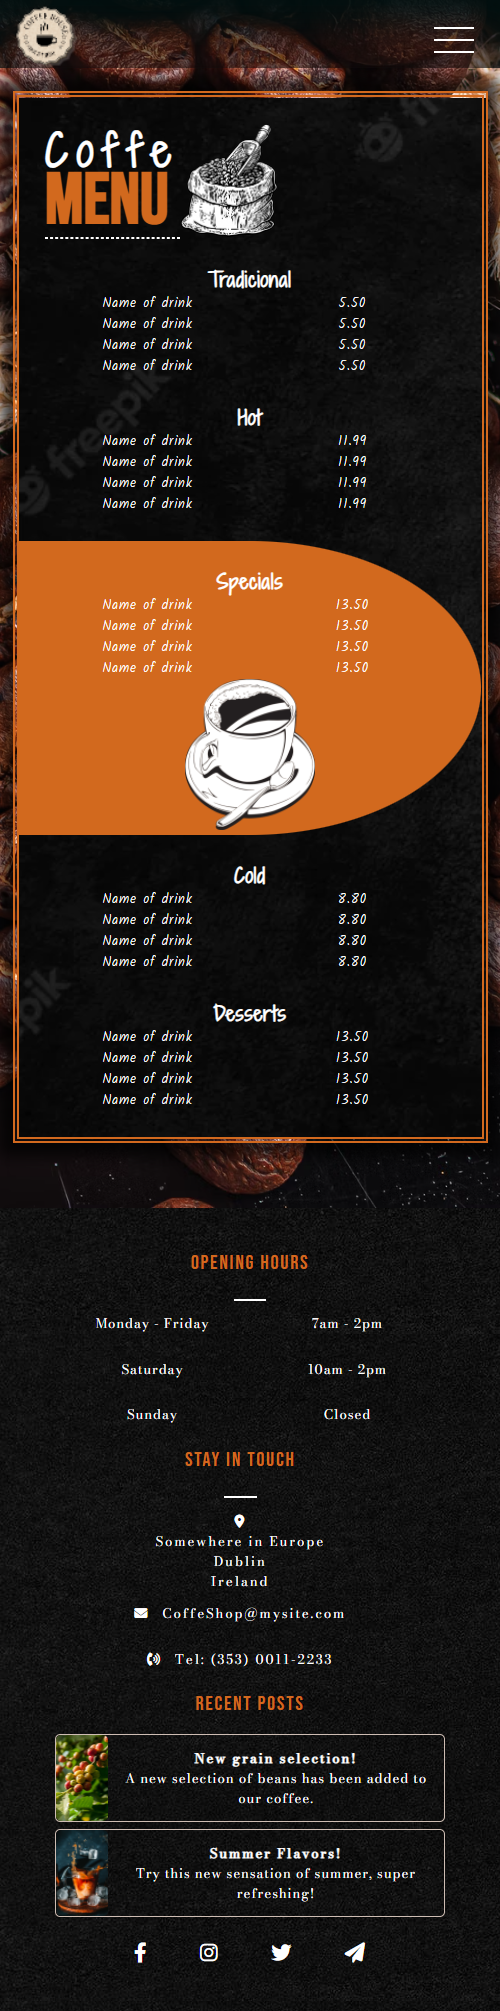 COFFEE HOUSE
fr
Coffe
MENU
Tradicional
Name of drink 5.50
Name of drink 5.50
Name of drink 5.50
Name of drink 5.50
freepik
Hot
Name of drink 11.99
Name of drink 11.99
Name of drink 11.99
Name of drink 11.99
Specials
Name of drink 13.50
Name of drink 13.50
Name of drink 13.50
Name of drink 13.50
Cold
Name of drink 8.80
Name of drink 8.80
Name of drink 8.80
Name of drink 8.80
pik
Desserts
Name of drink 13.50
Name of drink 13.50
Name of drink 13.50
Name of drink 13.50
OPENING HOURS
Monday - Friday 7am - 2pm
Saturday 10am - 2pm
Sunday Closed
STAY IN TOUCH
Somewhere in Europe
Dublin
Ireland
CoffeShop@mysite.com
Tel: (353) 0011-2233
RECENT POSTS
New grain selection!
A new selection of beans has been added to
our coffee.
Summer Flavors!
Try this new sensation of summer, super
refreshing!